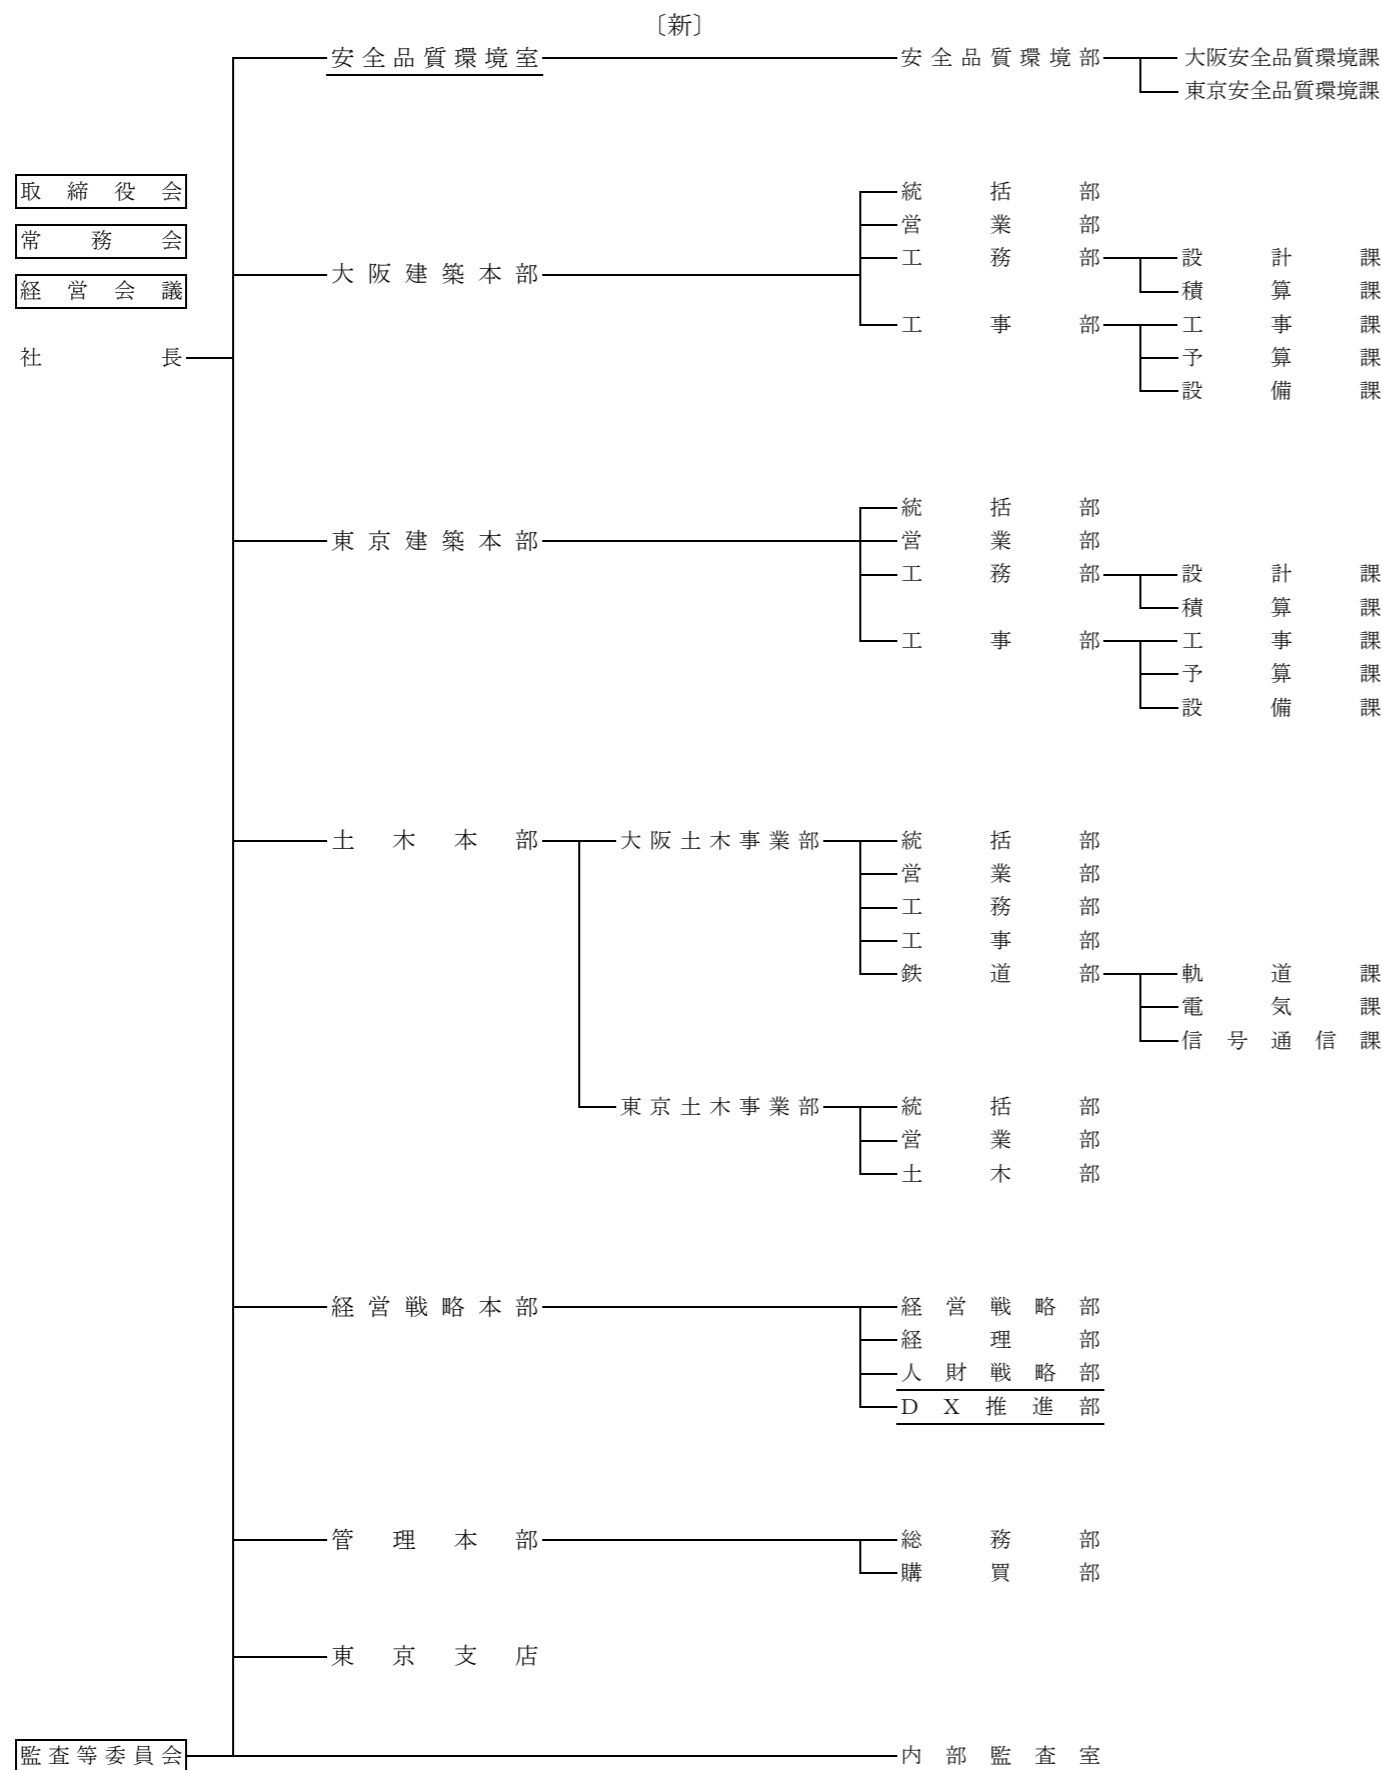 〔新〕
安全品質環境室 安全品質環境部 大阪安全品質環境課
東京安全品質環境課
取締役会 統括部
営業部
常務会
工務部 設計課
大阪建築本部
経営会議 積算課
工事部 工事課
社長 予算課
設備課
統括部
東京建築本部 営業部
工務部 設計課
積算課
工事部 工事課
予算課
設備課
土木本部 大阪土木事業部 統括部
営業部
工務部
工事部
鉄道部 軌道課
電気課
信号通信課
東京土木事業部 統括部
営業部
土木部
経営戦略本部 経営戦略部
経理部
人財戦略部
DX推進部
管理本部 総務部
購買部
東京支店
監査等委員会 内部監査室